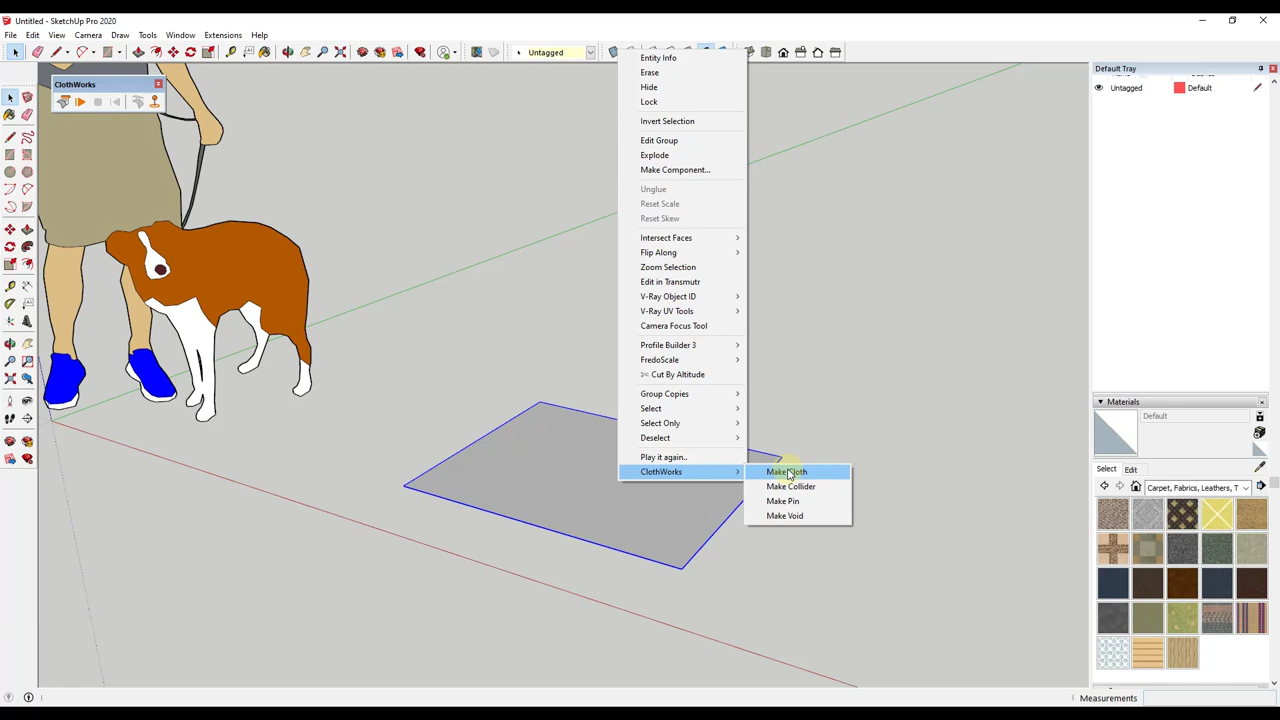 Untitled - SketchUp Pro 2020
File Edit View Camera Draw Tools Window Extensions Help
Untagged
ClothWorks
Entity Info
Erase
Hide
Lock
Invert Selection
Edit Group
Explode
Make Component...
Unglue
Reset Scale
Reset Skew
Intersect Faces
Flip Along
Zoom Selection
Edit in Transmutr
V-Ray Object ID
V-Ray UV Tools
Camera Focus Tool
Profile Builder 3
FredoScale
Cut By Altitude
Group Copies
Select
Select Only
Deselect
Play it again..
ClothWorks
Make Cloth
Make Collider
Make Pin
Make Void
Default Tray
Untagged Default
Materials
Default
Select Edit
Carpet, Fabrics, Leathers, T
Measurements